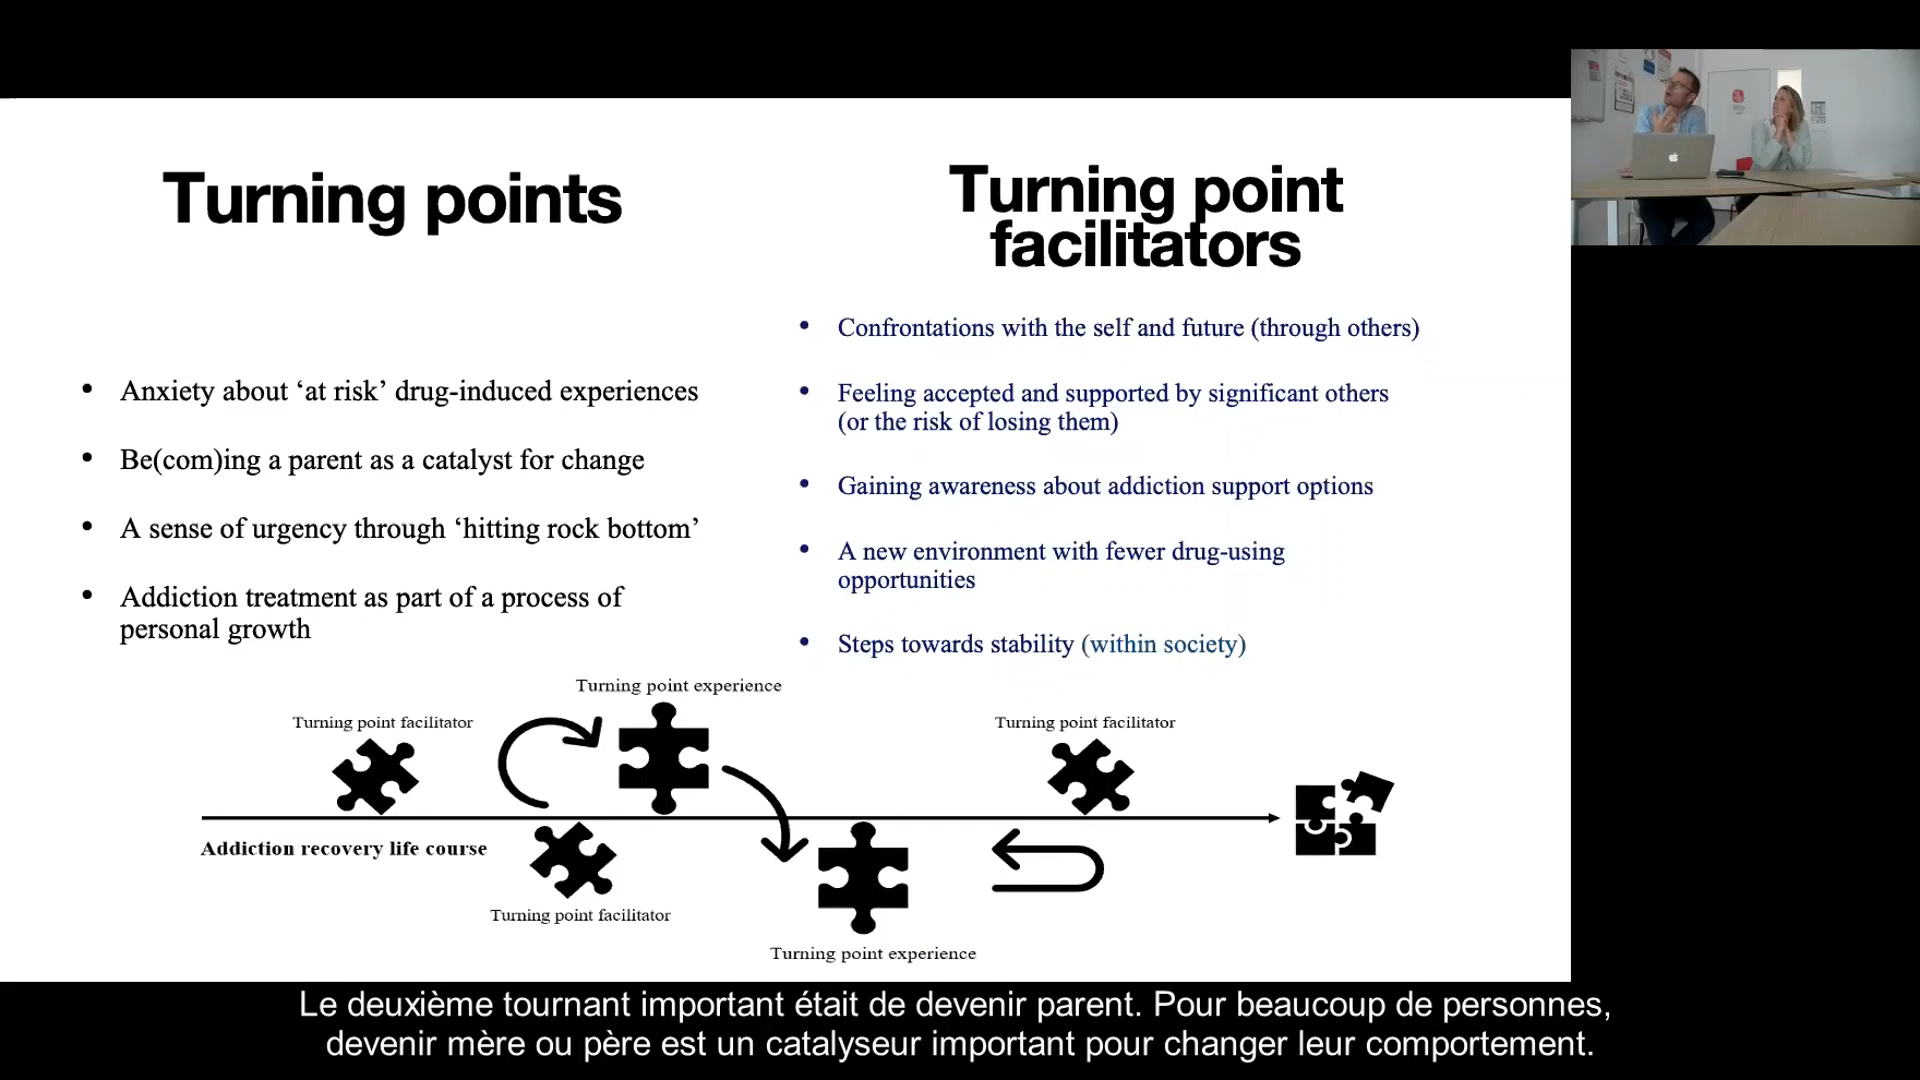 Turning points
Anxiety about ‘at risk’ drug-induced experiences
Be(com)ing a parent as a catalyst for change
A sense of urgency through ‘hitting rock bottom’
Addiction treatment as part of a process of
personal growth
Turning point
facilitators
Confrontations with the self and future (through others)
Feeling accepted and supported by significant others
(or the risk of losing them)
Gaining awareness about addiction support options
A new environment with fewer drug-using
opportunities
Steps towards stability (within society)
Turning point experience
Turning point facilitator
Turning point facilitator
Addiction recovery life course
Turning point facilitator
Turning point experience
Le deuxième tournant important était de devenir parent. Pour beaucoup de personnes,
devenir mère ou père est un catalyseur important pour changer leur comportement.